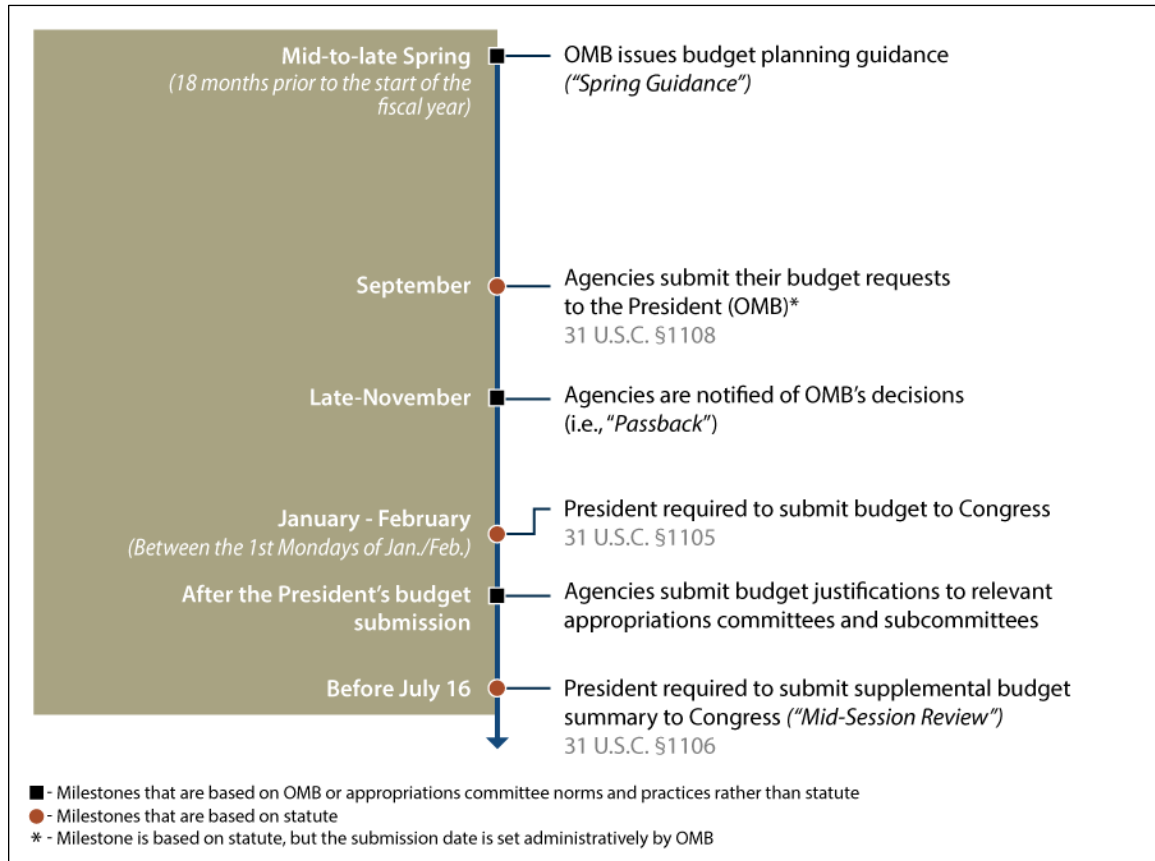 Mid-to-late Spring
(18 months prior to the start of the
fiscal year)
OMB issues budget planning guidance
(“Spring Guidance”)
September
Agencies submit their budget requests
to the President (OMB)*
31 U.S.C. §1108
Late-November
Agencies are notified of OMB’s decisions
(i.e., “Passback”)
January - February
(Between the 1st Mondays of Jan./Feb.)
President required to submit budget to Congress
31 U.S.C. §1105
After the President’s budget
submission
Agencies submit budget justifications to relevant
appropriations committees and subcommittees
Before July 16
President required to submit supplemental budget
summary to Congress (“Mid-Session Review”)
31 U.S.C. §1106
- Milestones that are based on OMB or appropriations committee norms and practices rather than statute
- Milestones that are based on statute
* - Milestone is based on statute, but the submission date is set administratively by OMB